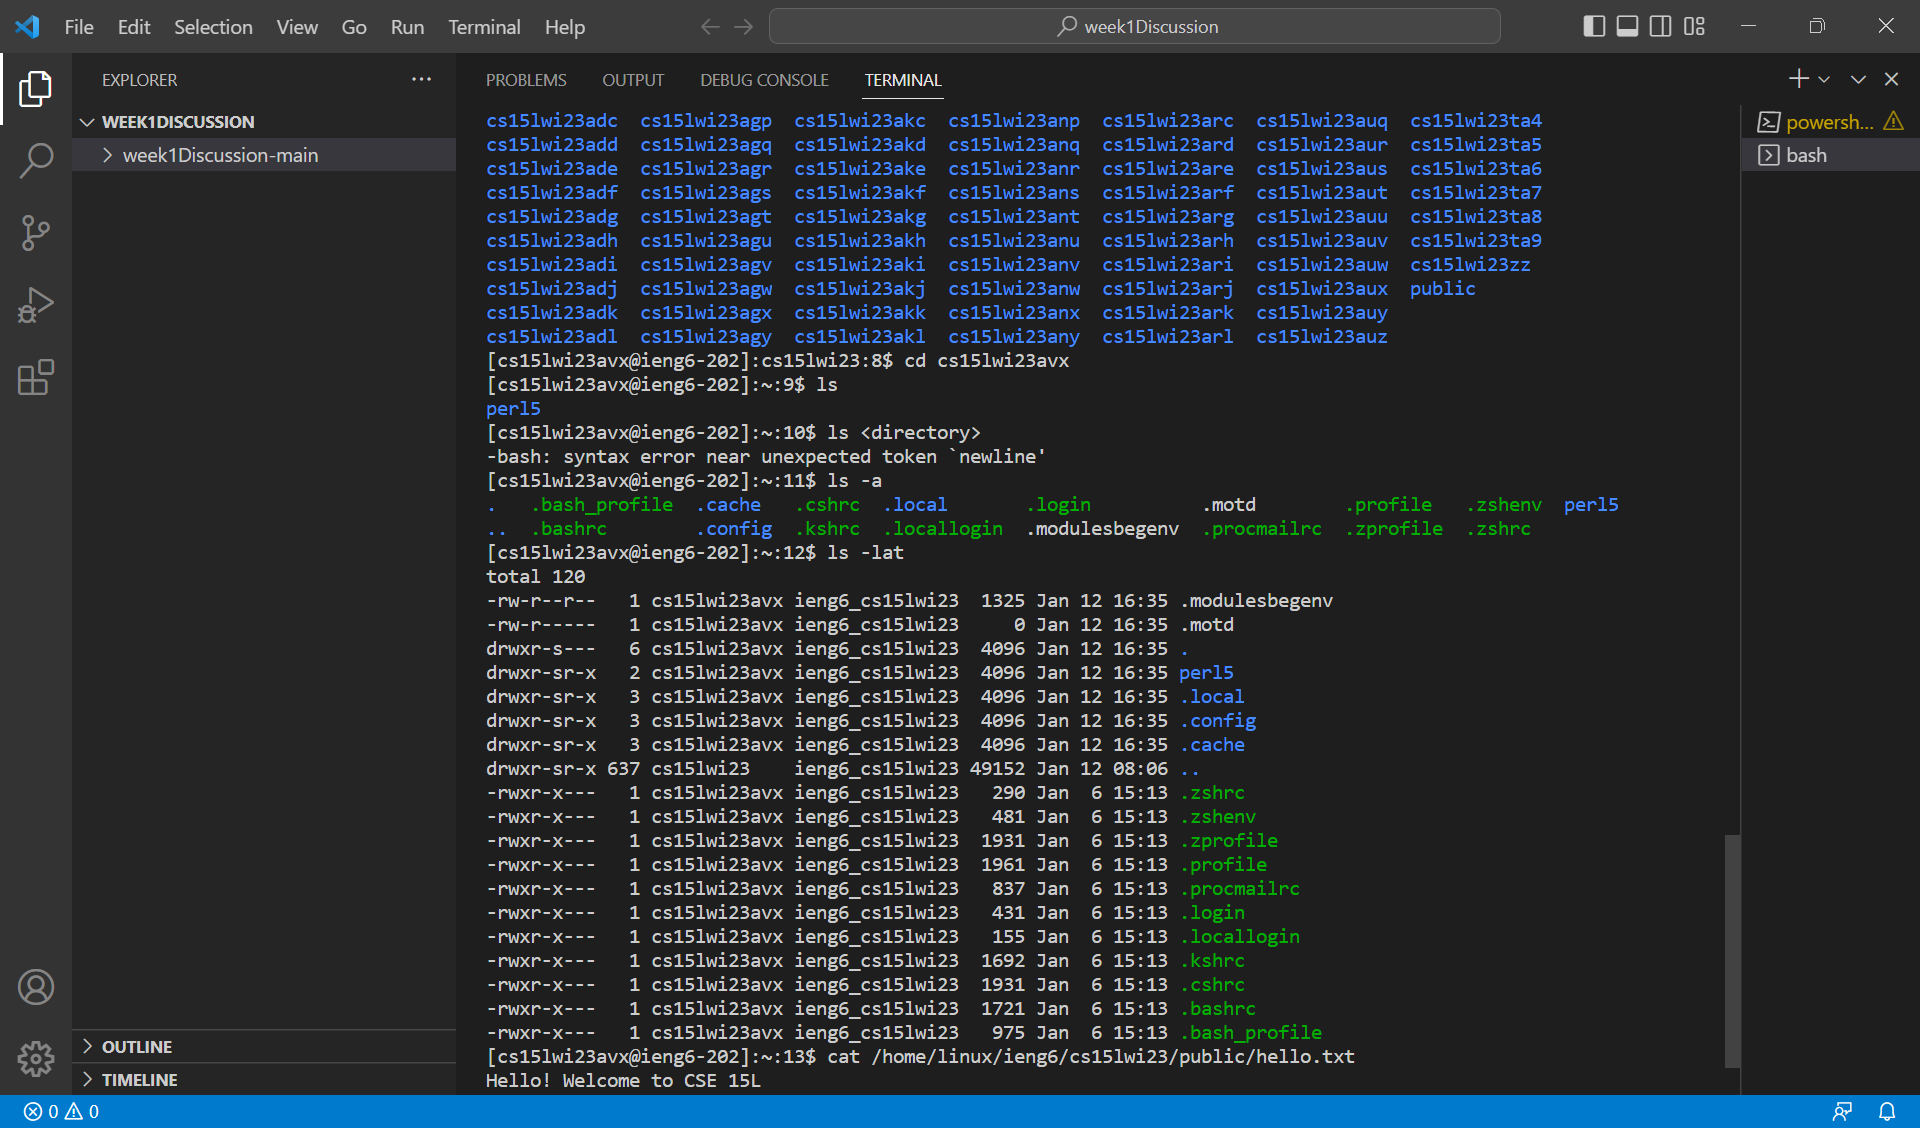 File Edit Selection View Go Run Terminal Help week1Discussion
EXPLORER
WEEK1DISCUSSION
week1Discussion-main
OUTLINE
TIMELINE
PROBLEMS OUTPUT DEBUG CONSOLE TERMINAL
cs15lwi23adc cs15lwi23agp cs15lwi23akc cs15lwi23anp cs15lwi23arc cs15lwi23auq cs15lwi23ta4
cs15lwi23add cs15lwi23agq cs15lwi23akd cs15lwi23anq cs15lwi23ard cs15lwi23aur cs15lwi23ta5
cs15lwi23ade cs15lwi23agr cs15lwi23ake cs15lwi23anr cs15lwi23are cs15lwi23aus cs15lwi23ta6
cs15lwi23adf cs15lwi23ags cs15lwi23akf cs15lwi23ans cs15lwi23arf cs15lwi23aut cs15lwi23ta7
cs15lwi23adg cs15lwi23agt cs15lwi23akg cs15lwi23ant cs15lwi23arg cs15lwi23auu cs15lwi23ta8
cs15lwi23adh cs15lwi23agu cs15lwi23akh cs15lwi23anu cs15lwi23arh cs15lwi23auv cs15lwi23ta9
cs15lwi23adi cs15lwi23agv cs15lwi23aki cs15lwi23anv cs15lwi23ari cs15lwi23auw cs15lwi23zz
cs15lwi23adj cs15lwi23agw cs15lwi23akj cs15lwi23anw cs15lwi23arj cs15lwi23aux public
cs15lwi23adk cs15lwi23agx cs15lwi23akk cs15lwi23anx cs15lwi23ark cs15lwi23auy
cs15lwi23adl cs15lwi23agy cs15lwi23akl cs15lwi23any cs15lwi23arl cs15lwi23auz
[cs15lwi23avx@ieng6-202]:cs15lwi23:8$ cd cs15lwi23avx
[cs15lwi23avx@ieng6-202]:~:9$ ls
perl5
[cs15lwi23avx@ieng6-202]:~:10$ ls <directory>
-bash: syntax error near unexpected token `newline'
[cs15lwi23avx@ieng6-202]:~:11$ ls -a
. .bash_profile .cache .cshrc .local .login .motd .profile .zshenv perl5
.. .bashrc .config .kshrc .locallogin .modulesbegenv .procmailrc .zprofile .zshrc
[cs15lwi23avx@ieng6-202]:~:12$ ls -lat
total 120
-rw-r--r-- 1 cs15lwi23avx ieng6_cs15lwi23 1325 Jan 12 16:35 .modulesbegenv
-rw-r----- 1 cs15lwi23avx ieng6_cs15lwi23 0 Jan 12 16:35 .motd
drwxr-s--- 6 cs15lwi23avx ieng6_cs15lwi23 4096 Jan 12 16:35 .
drwxr-sr-x 2 cs15lwi23avx ieng6_cs15lwi23 4096 Jan 12 16:35 perl5
drwxr-sr-x 3 cs15lwi23avx ieng6_cs15lwi23 4096 Jan 12 16:35 .local
drwxr-sr-x 3 cs15lwi23avx ieng6_cs15lwi23 4096 Jan 12 16:35 .config
drwxr-sr-x 3 cs15lwi23avx ieng6_cs15lwi23 4096 Jan 12 16:35 .cache
drwxr-sr-x 637 cs15lwi23 ieng6_cs15lwi23 49152 Jan 12 08:06 ..
-rwxr-x--- 1 cs15lwi23avx ieng6_cs15lwi23 290 Jan 6 15:13 .zshrc
-rwxr-x--- 1 cs15lwi23avx ieng6_cs15lwi23 481 Jan 6 15:13 .zshenv
-rwxr-x--- 1 cs15lwi23avx ieng6_cs15lwi23 1931 Jan 6 15:13 .zprofile
-rwxr-x--- 1 cs15lwi23avx ieng6_cs15lwi23 1961 Jan 6 15:13 .profile
-rwxr-x--- 1 cs15lwi23avx ieng6_cs15lwi23 837 Jan 6 15:13 .procmailrc
-rwxr-x--- 1 cs15lwi23avx ieng6_cs15lwi23 431 Jan 6 15:13 .login
-rwxr-x--- 1 cs15lwi23avx ieng6_cs15lwi23 155 Jan 6 15:13 .locallogin
-rwxr-x--- 1 cs15lwi23avx ieng6_cs15lwi23 1692 Jan 6 15:13 .kshrc
-rwxr-x--- 1 cs15lwi23avx ieng6_cs15lwi23 1931 Jan 6 15:13 .cshrc
-rwxr-x--- 1 cs15lwi23avx ieng6_cs15lwi23 1721 Jan 6 15:13 .bashrc
-rwxr-x--- 1 cs15lwi23avx ieng6_cs15lwi23 975 Jan 6 15:13 .bash_profile
[cs15lwi23avx@ieng6-202]:~:13$ cat /home/linux/ieng6/cs15lwi23/public/hello.txt
Hello! Welcome to CSE 15L
powersh...
bash
0 0